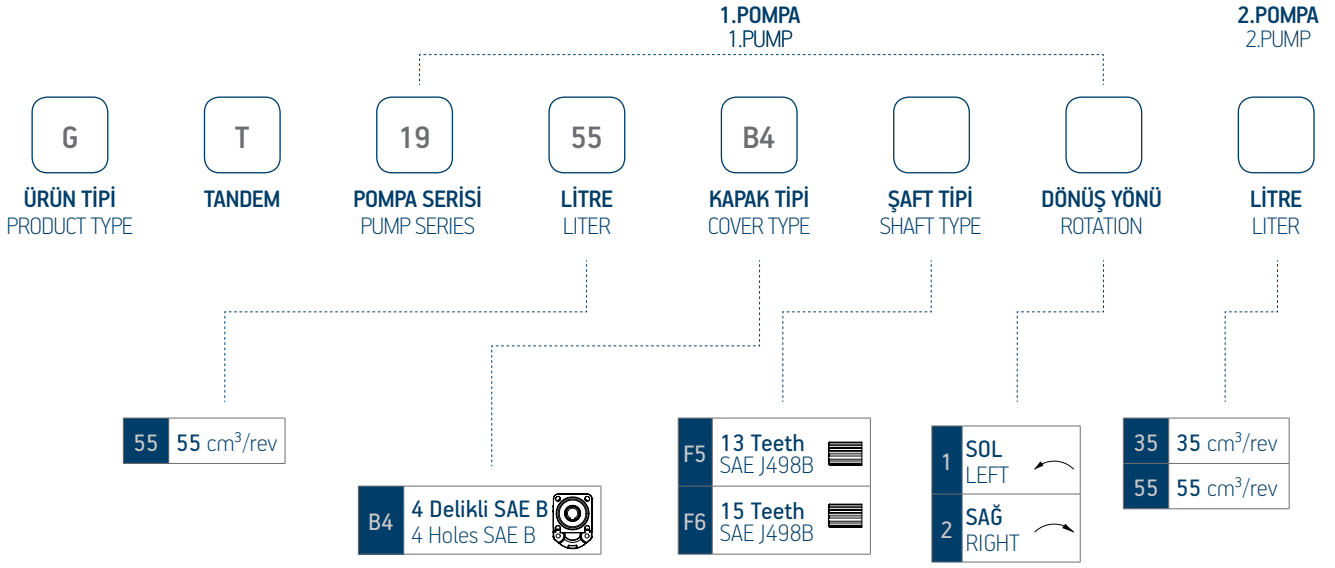 1.POMPA
1.PUMP
2.POMPA
2.PUMP
G
T
19
55
B4
ÜRÜN TİPİ
PRODUCT TYPE
TANDEM
POMPA SERİSİ
PUMP SERIES
LİTRE
LITER
KAPAK TİPİ
COVER TYPE
ŞAFT TİPİ
SHAFT TYPE
DÖNÜŞ YÖNÜ
ROTATION
LİTRE
LITER
55 55 cm³/rev
B4 4 Delikli SAE B
4 Holes SAE B
F5 13 Teeth
SAE J498B
F6 15 Teeth
SAE J498B
1 SOL
LEFT
2 SAĞ
RIGHT
35 35 cm³/rev
55 55 cm³/rev